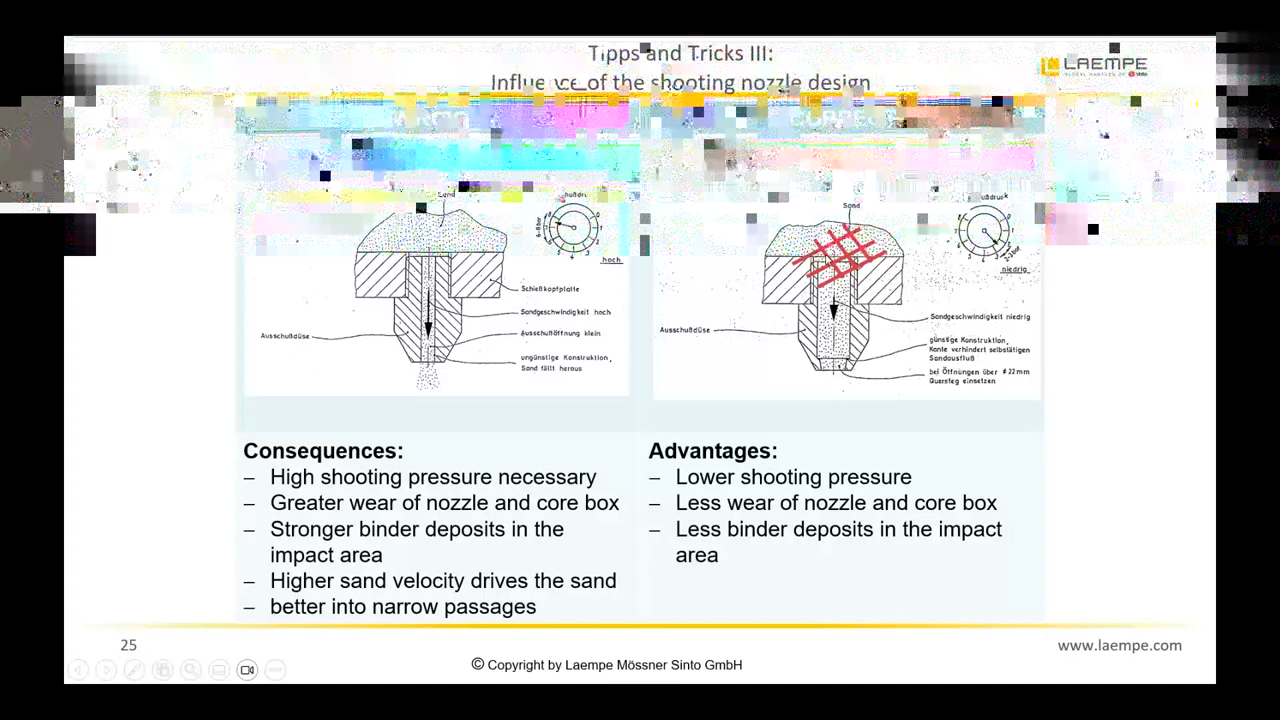 Tipps and Tricks III:
Influence of the shooting nozzle design
LAEMPE
Sand
hoch
Schießkopfplatte
Sandgeschwindigkeit hoch
Ausschußdüse
Ausschußöffnung klein
ungünstige Konstruktion,
Sand fällt heraus
Sand
niedrig
Sandgeschwindigkeit niedrig
Ausschußdüse
günstige Konstruktion,
Kante verhindert selbstätigen
Sandausfluß
bei Öffnungen über ø 22mm
Quersteg einsetzen
Consequences:
– High shooting pressure necessary
– Greater wear of nozzle and core box
– Stronger binder deposits in the
impact area
– Higher sand velocity drives the sand
– better into narrow passages
Advantages:
– Lower shooting pressure
– Less wear of nozzle and core box
– Less binder deposits in the impact
area
25
www.laempe.com
© Copyright by Laempe Mössner Sinto GmbH